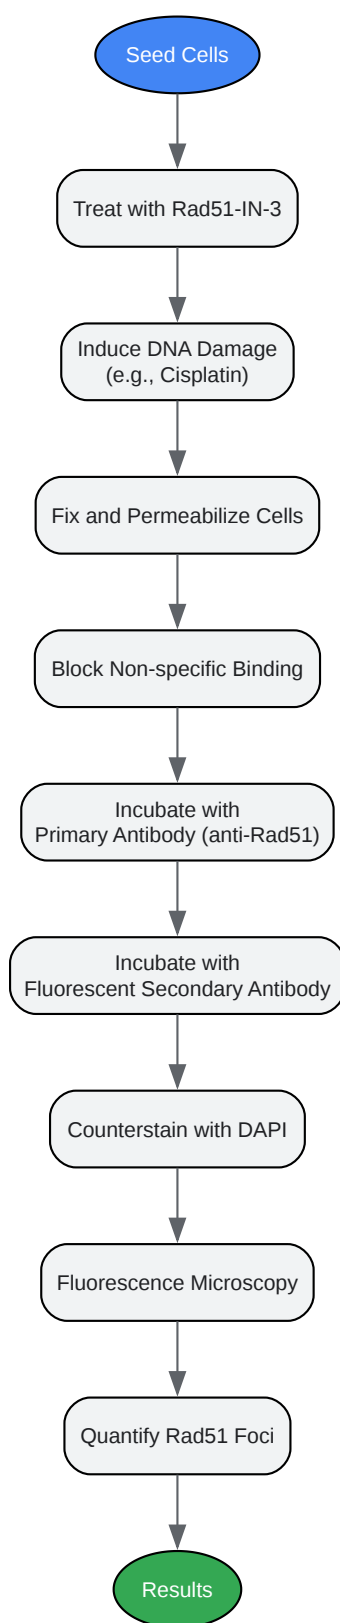 Seed Cells
Treat with Rad51-IN-3
Induce DNA Damage
(e.g., Cisplatin)
Fix and Permeabilize Cells
Block Non-specific Binding
Incubate with
Primary Antibody (anti-Rad51)
Incubate with
Fluorescent Secondary Antibody
Counterstain with DAPI
Fluorescence Microscopy
Quantify Rad51 Foci
Results